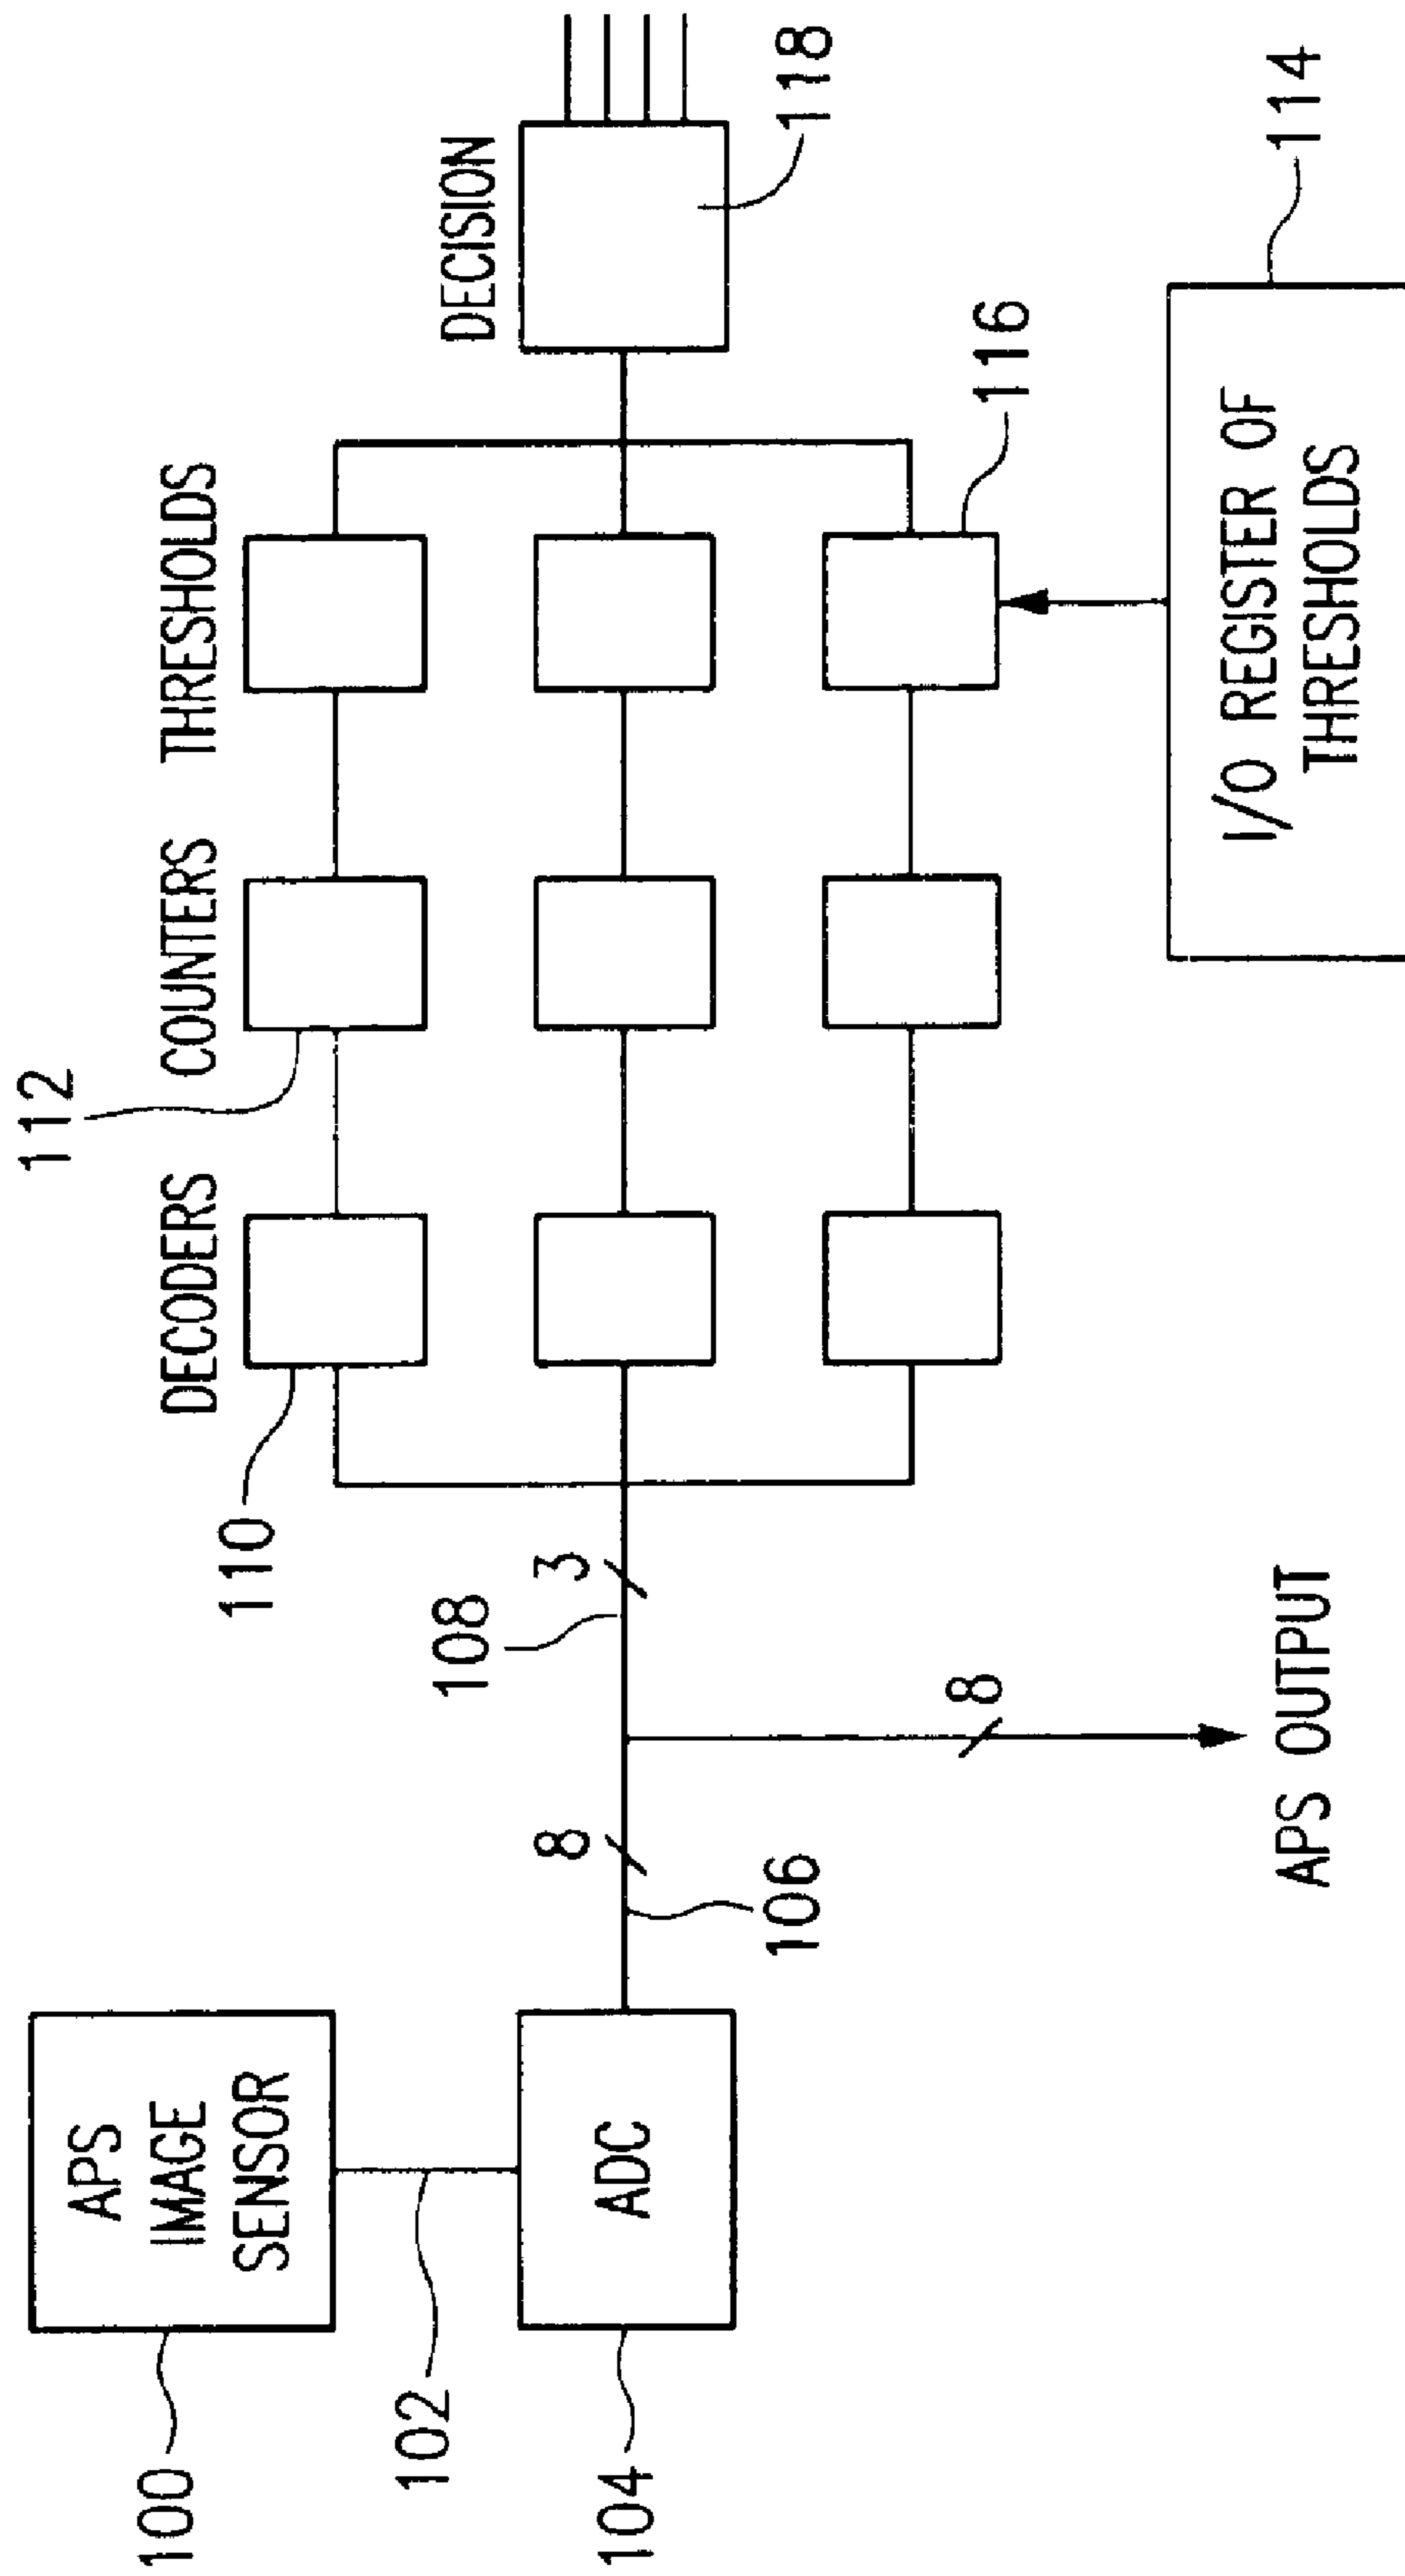 100
APS
IMAGE
SENSOR
102
104
ADC
106
8
8
APS OUTPUT
108
3
110
DECODERS
112
COUNTERS
THRESHOLDS
116
I/O REGISTER OF
THRESHOLDS
114
DECISION
118